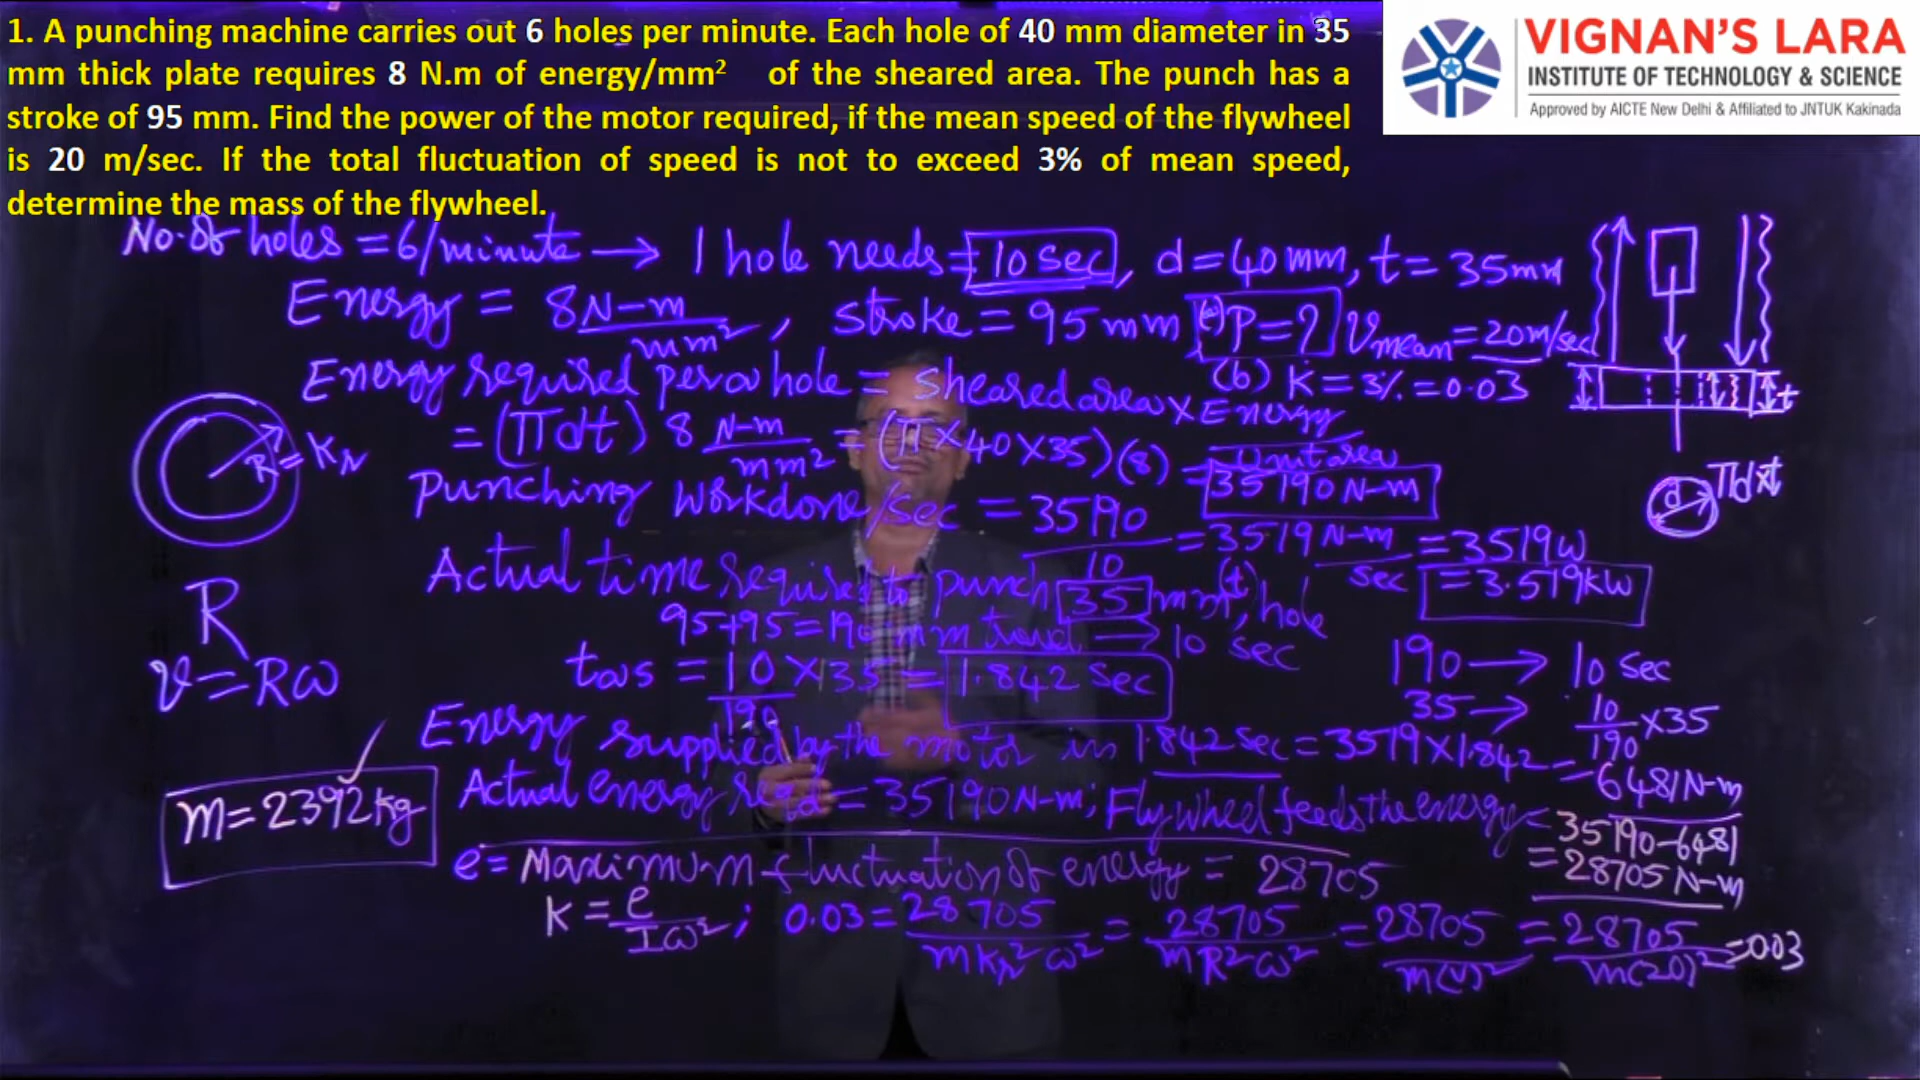 1. A punching machine carries out 6 holes per minute. Each hole of 40 mm diameter in 35
mm thick plate requires 8 N.m of energy/mm² of the sheared area. The punch has a
stroke of 95 mm. Find the power of the motor required, if the mean speed of the flywheel
is 20 m/sec. If the total fluctuation of speed is not to exceed 3% of mean speed,
determine the mass of the flywheel.
VIGNAN'S LARA
INSTITUTE OF TECHNOLOGY & SCIENCE
Approved by AICTE New Delhi & Affiliated to JNTUK Kakinada
No. of holes = 6/minute → 1 hole needs = 10 sec, d = 40 mm, t = 35 mm
Energy = 8 N-m/mm², stroke = 95 mm (a) P = ? Vmean = 20 m/sec
(b) K = 3% = 0.03
Energy required per hole = sheared area × Energy/Unit area
= (πdt) 8 N-m/mm² = (π×40×35)(8) = 35190 N-m
Punching workdone/sec = 35190/10 = 3519 N-m/sec = 3519 W
= 3.519 kW
Actual time required to punch 35 mm (t), hole
95+95 = 190 mm travel → 10 sec
= 10/190 × 35 = 1.842 sec
190 → 10 sec
35 → 10/190 × 35
Energy supplied by the motor in 1.842 sec = 3519 × 1.842 = 6481 N-m
Actual energy reqd = 35190 N-m; Flywheel feeds the energy = 35190-6481
= 28705 N-m
e = Maximum fluctuation of energy = 28705
K = e/Iω²; 0.03 = 28705/mKr²ω² = 28705/mR²ω² = 28705/m(v)² = 28705/m(20)² = 0.03
R = Kr
R
v = Rω
m = 2392 kg
t
d
πd×t